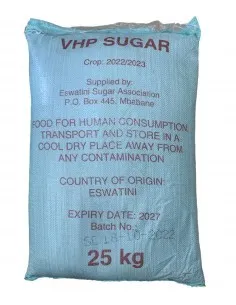 VHP SUGAR
Crop: 2022/2023
Supplied by:
Eswatini Sugar Association
P.O. Box 445, Mbabane
FOOD FOR HUMAN CONSUMPTION
TRANSPORT AND STORE IN A
COOL DRY PLACE AWAY FROM
ANY CONTAMINATION
COUNTRY OF ORIGIN:
ESWATINI
EXPIRY DATE: 2027
Batch No.:
2022
25 kg